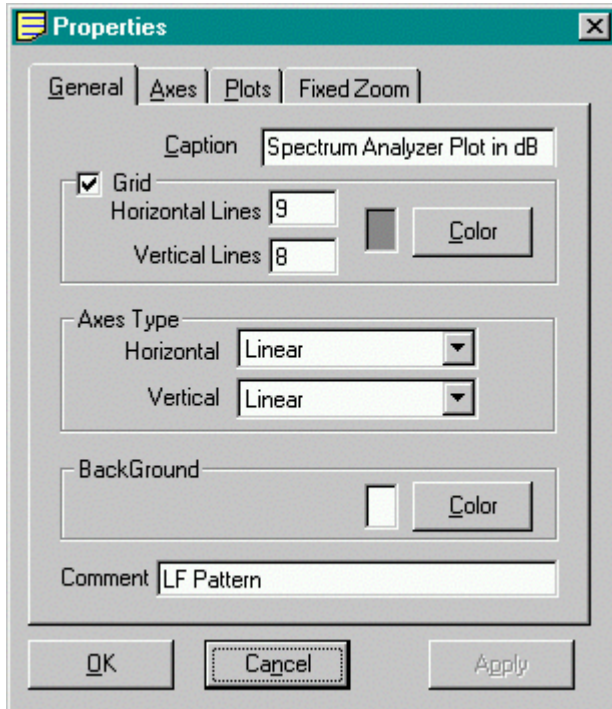 Properties
General Axes Plots Fixed Zoom
Caption Spectrum Analyzer Plot in dB
Grid
Horizontal Lines 9
Color
Vertical Lines 8
Axes Type
Horizontal Linear
Vertical Linear
BackGround
Color
Comment LF Pattern
OK Cancel Apply